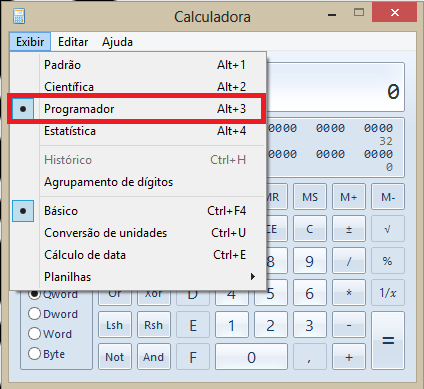 Calculadora
Exibir Editar Ajuda
Padrão Alt+1
Científica Alt+2
Programador Alt+3
Estatística Alt+4
Histórico Ctrl+H
Agrupamento de dígitos
Básico Ctrl+F4
Conversão de unidades Ctrl+U
Cálculo de data Ctrl+E
Planilhas
0
0000 0000
32
0000 0000
0
MR MS M+ M-
CE C ± √
8 9 / %
Qword Or Xor D 4 5 6 * 1/x
Dword
Word Lsh Rsh E 1 2 3 - =
Byte Not And F 0 , +